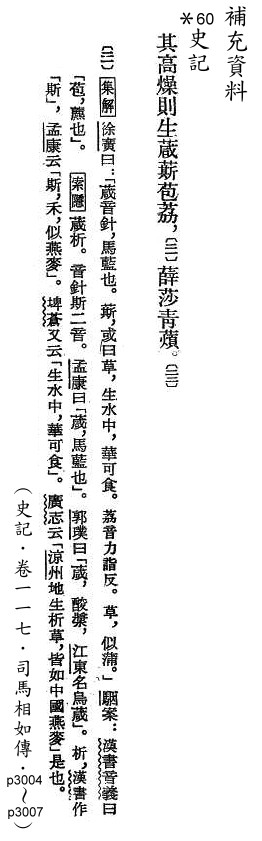 補充資料
*60史記
其高燥則生葴菥苞荔,〔二二〕薛莎青薠。〔二三〕
〔二二〕集解徐廣曰:「葴音針,馬藍也。菥,或曰草,生水中,華可食。荔音力詣反。草,似蒲。」駰案:漢書音義曰
「苞,藨也。」索隱葴析。音針斯二音。孟康曰「葴,馬藍也」。郭璞曰「葴,酸漿,江東名烏葴」。析,漢書作
「斯」,孟康云「斯,禾,似燕麥」。埤蒼又云「生水中,華可食」。廣志云「涼州地生析草,皆如中國燕麥」是也。
(史記.卷一一七.司馬相如傳.p3004~p3007)